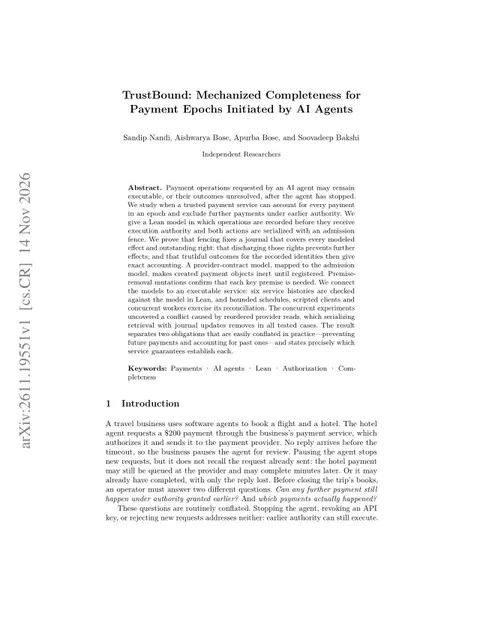 TrustBound: Mechanized Completeness for
Payment Epochs Initiated by AI Agents
Sandip Nandi, Aishwarya Bose, Apurba Bose, and Soovadeep Bakshi
Independent Researchers
Abstract. Payment operations requested by an AI agent may remain
executable, or their outcomes unresolved, after the agent has stopped.
We study when a trusted payment service can account for every payment
in an epoch and exclude further payments under earlier authority. We
give a Lean model in which operations are recorded before they receive
execution authority and both actions are serialized with an admission
fence. We prove that fencing fixes a journal that covers every modeled
effect and outstanding right; that discharging those rights prevents further
effects; and that truthful outcomes for the recorded identities then give
exact accounting. A provider-contract model, mapped to the admission
model, makes created payment objects inert until registered. Premise-
removal mutations confirm that each key premise is needed. We connect
the models to an executable service: six service histories are checked
against the model in Lean, and bounded schedules, scripted clients and
concurrent workers exercise its reconciliation. The concurrent experiments
uncovered a conflict caused by reordered provider reads, which serializing
retrieval with journal updates removes in all tested cases. The result
separates two obligations that are easily conflated in practice—preventing
future payments and accounting for past ones—and states precisely which
service guarantees establish each.
Keywords: Payments · AI agents · Lean · Authorization · Com-
pleteness
1 Introduction
A travel business uses software agents to book a flight and a hotel. The hotel
agent requests a $200 payment through the business's payment service, which
authorizes it and sends it to the payment provider. No reply arrives before the
timeout, so the business pauses the agent for review. Pausing the agent stops
new requests, but it does not recall the request already sent: the hotel payment
may still be queued at the provider and may complete minutes later. Or it may
already have completed, with only the reply lost. Before closing the trip's books,
an operator must answer two different questions. Can any further payment still
happen under authority granted earlier? And which payments actually happened?
These questions are routinely conflated. Stopping the agent, revoking an API
key, or rejecting new requests addresses neither: earlier authority can still execute.
arXiv:2611.19551v1 [cs.CR] 14 Nov 2026